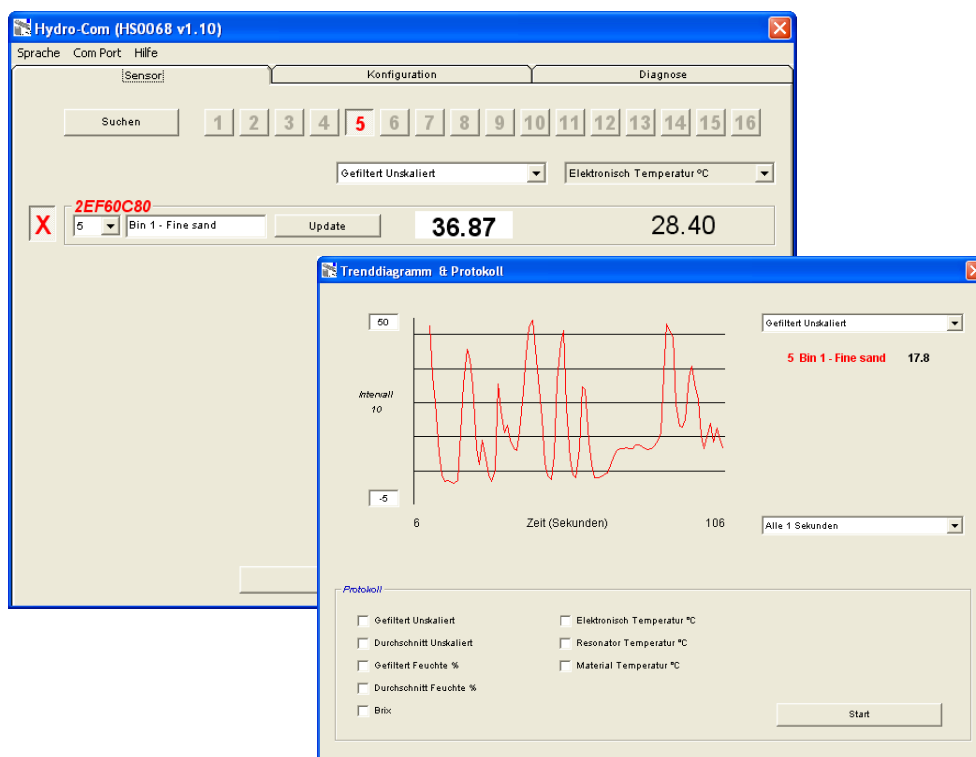 Hydro-Com (HS0068 v1.10)
Sprache Com Port Hilfe
Sensor Konfiguration Diagnose
Suchen 1 2 3 4 5 6 7 8 9 10 11 12 13 14 15 16
Gefiltert Unskaliert Elektronisch Temperatur ºC
2EF60C80
X 5 Bin 1 - Fine sand Update 36.87 28.40
Trenddiagramm & Protokoll
50 Gefiltert Unskaliert
5 Bin 1 - Fine sand 17.8
Intervall
10
-5
6 Zeit (Sekunden) 106 Alle 1 Sekunden
Protokoll
Gefiltert Unskaliert Elektronisch Temperatur ºC
Durchschnitt Unskaliert Resonator Temperatur ºC
Gefiltert Feuchte % Material Temperatur ºC
Durchschnitt Feuchte %
Brix Start